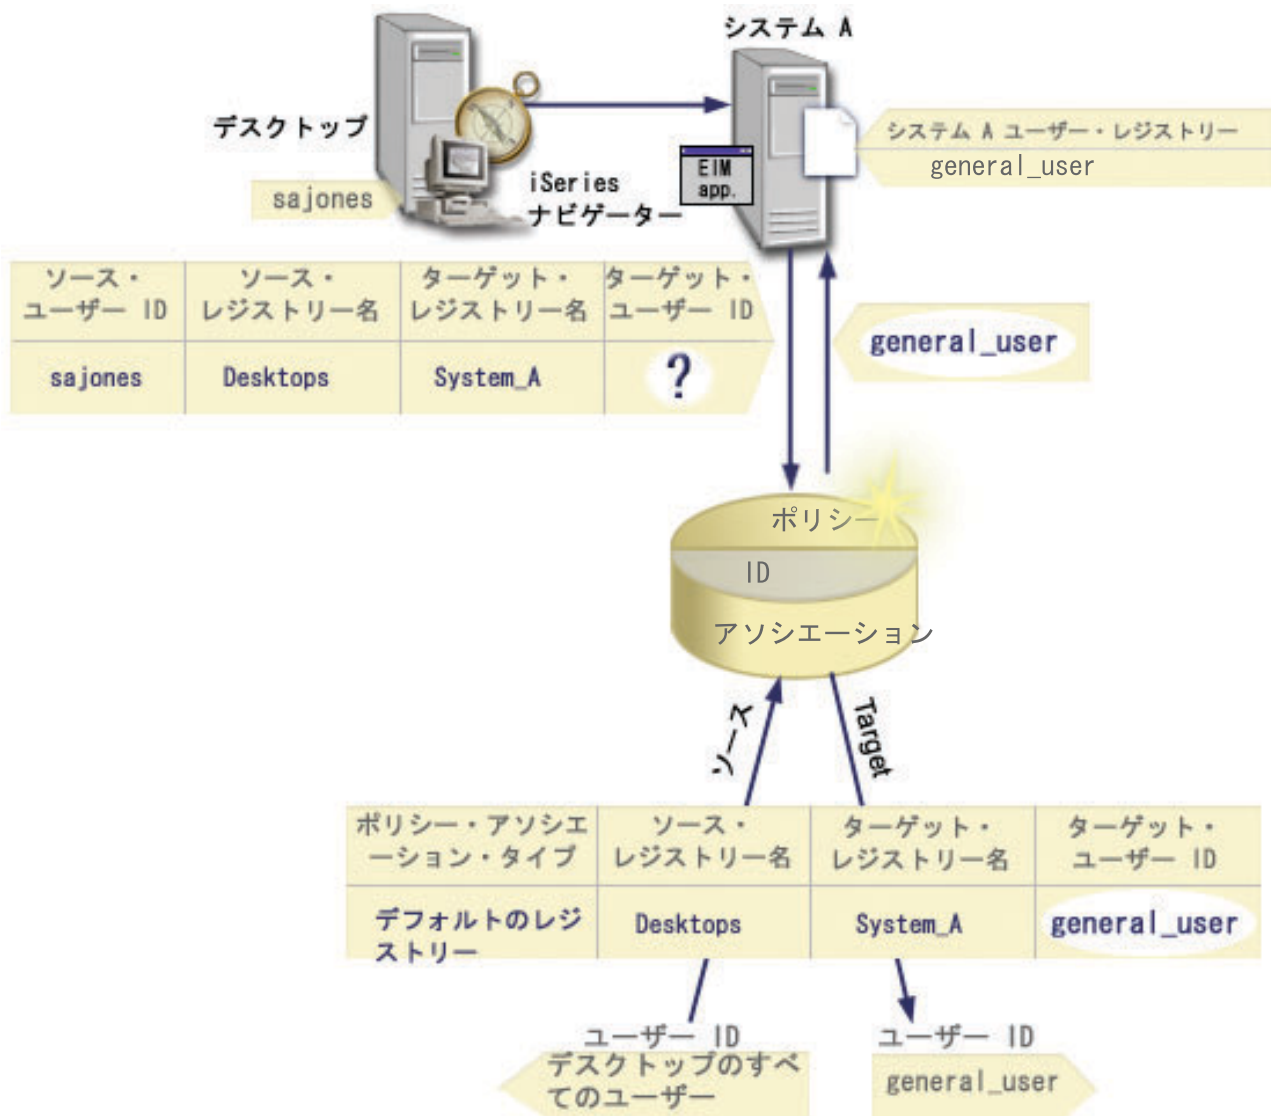 システム A
デスクトップ
iSeries
ナビゲーター
sajones
EIM
app.
システム A ユーザー・レジストリー
general_user
ソース・
ユーザー ID
ソース・
レジストリー名
ターゲット・
レジストリー名
ターゲット・
ユーザー ID
sajones
Desktops
System_A
?
general_user
ポリシー
ID
アソシエーション
ソース
Target
ポリシー・アソシエ
ーション・タイプ
ソース・
レジストリー名
ターゲット・
レジストリー名
ターゲット・
ユーザー ID
デフォルトのレジ
ストリー
Desktops
System_A
general_user
ユーザー ID
デスクトップのすべ
てのユーザー
ユーザー ID
general_user